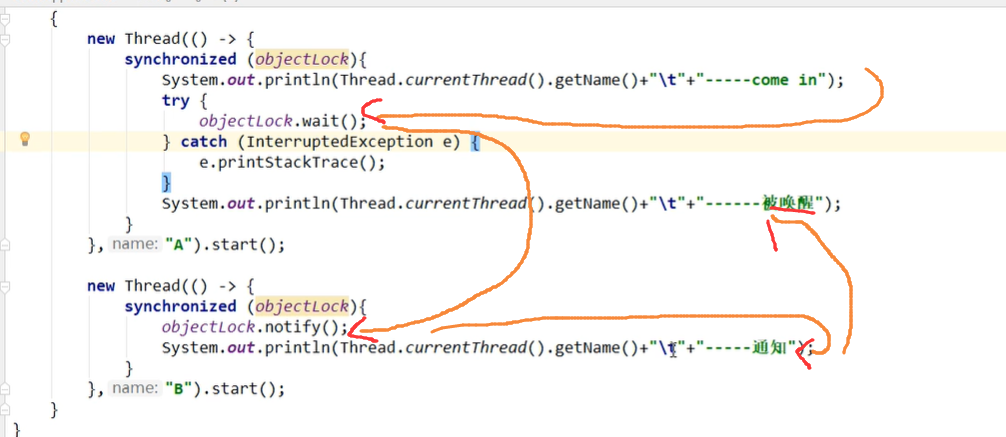 {
new Thread(() -> {
synchronized (objectLock){
System.out.println(Thread.currentThread().getName()+"\t"+"-----come in");
try {
objectLock.wait();
} catch (InterruptedException e) {
e.printStackTrace();
}
System.out.println(Thread.currentThread().getName()+"\t"+"------被唤醒");
}
}, name: "A").start();
new Thread(() -> {
synchronized (objectLock){
objectLock.notify();
System.out.println(Thread.currentThread().getName()+"\t"+"-----通知");
}
}, name: "B").start();
}
}